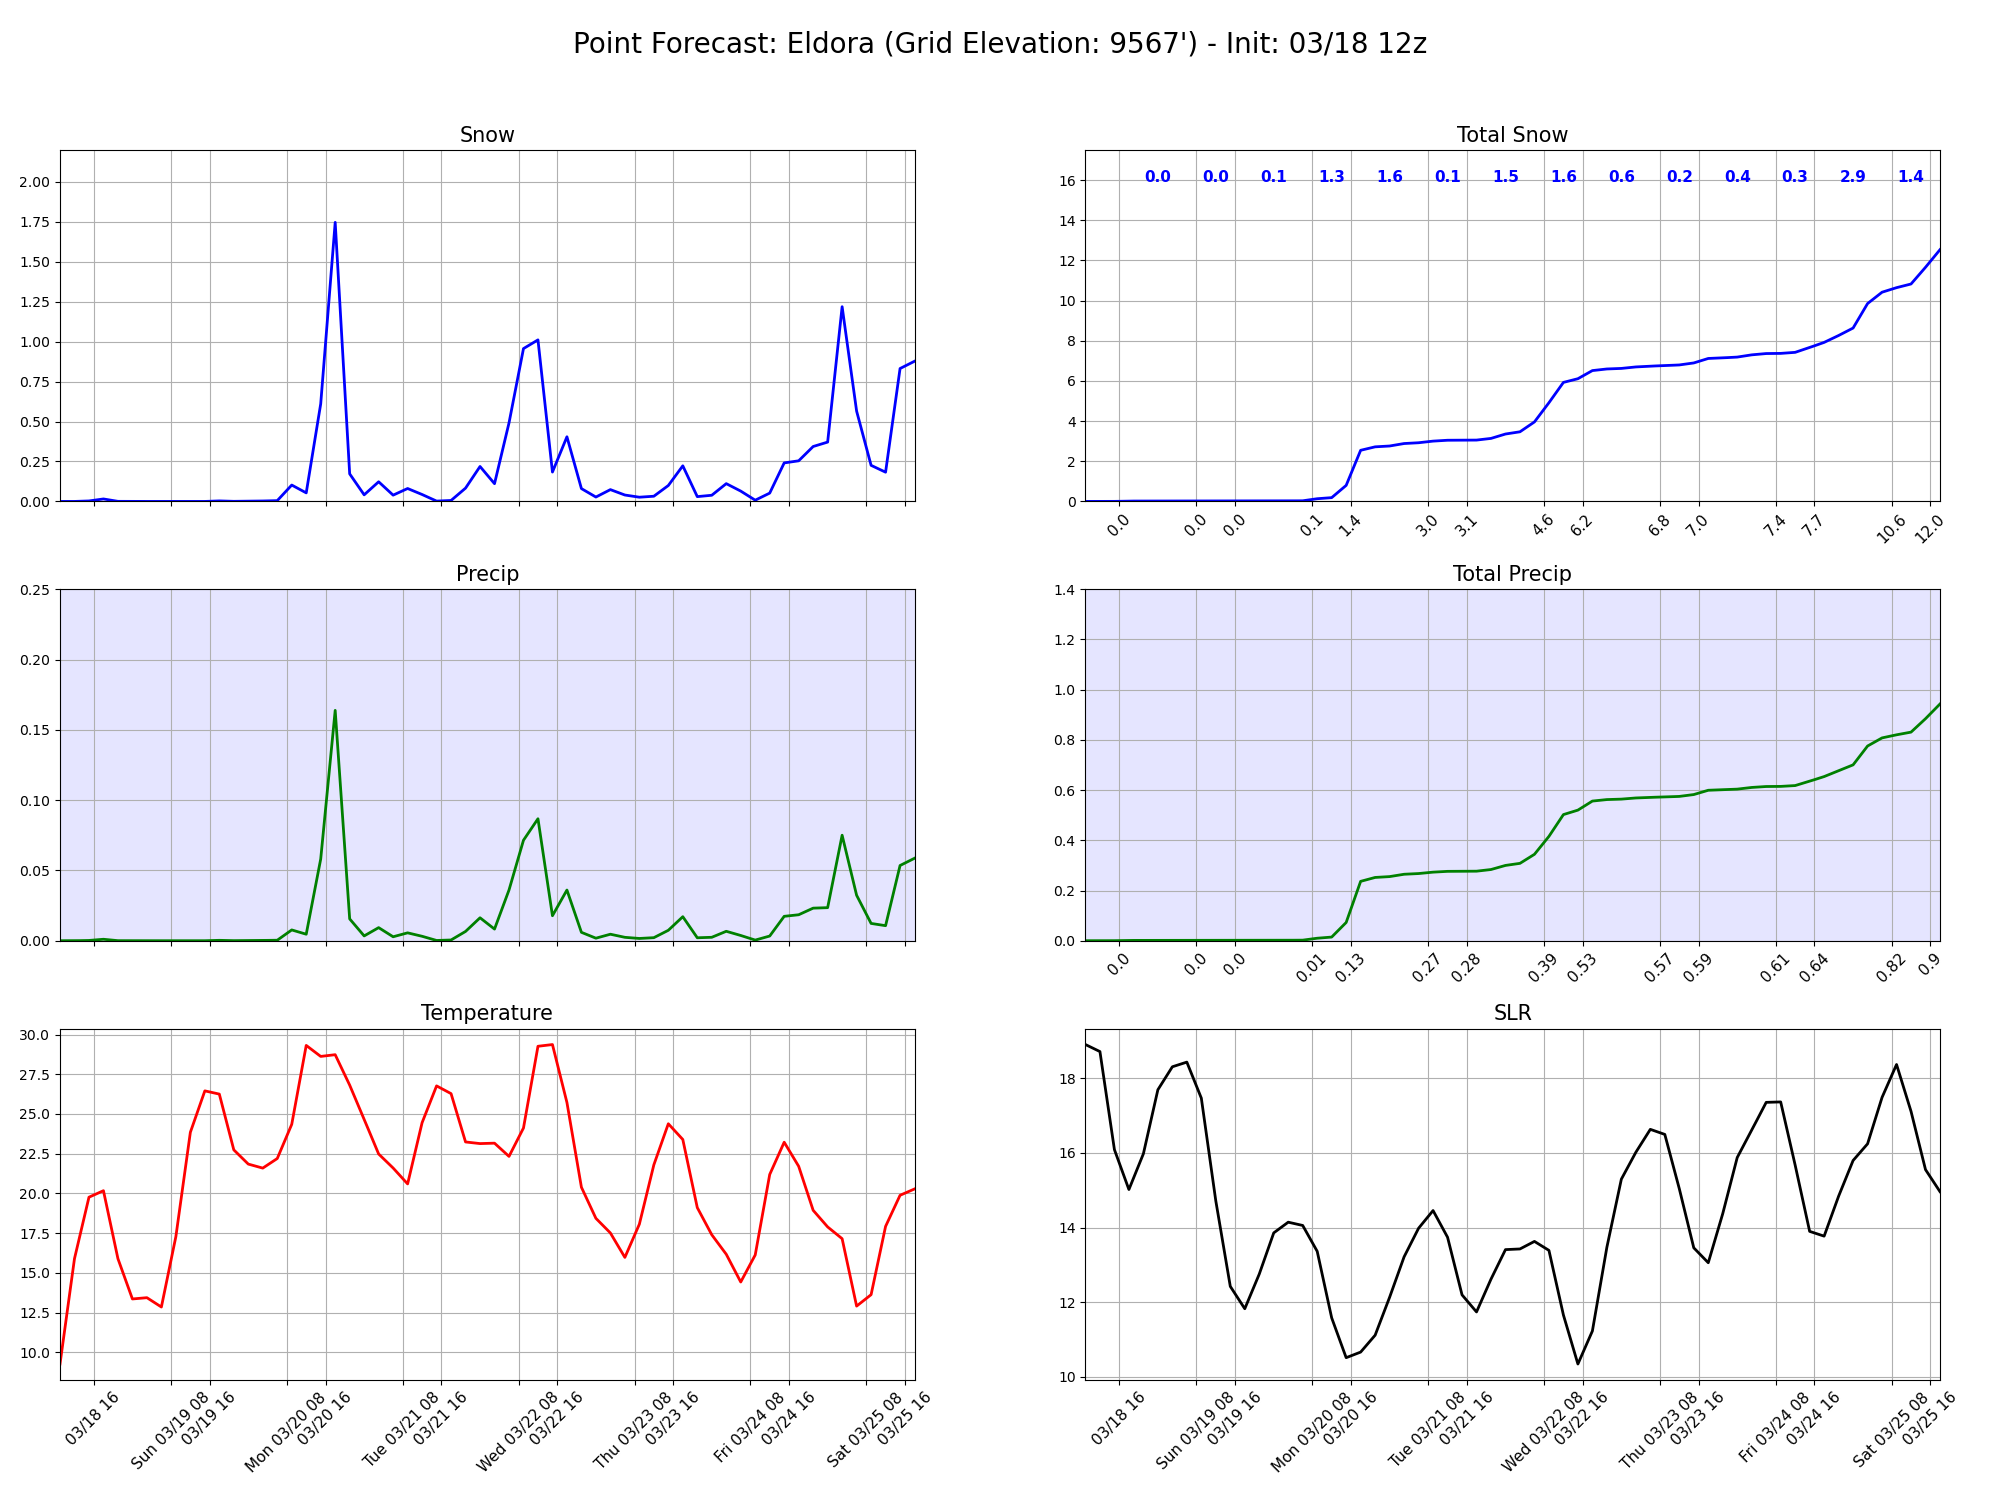 Point Forecast: Eldora (Grid Elevation: 9567') - Init: 03/18 12z
Snow
2.00
1.75
1.50
1.25
1.00
0.75
0.50
0.25
0.00
Total Snow
0.0 0.0 0.1 1.3 1.6 0.1 1.5 1.6 0.6 0.2 0.4 0.3 2.9 1.4
16
14
12
10
8
6
4
2
0
0.0 0.0 0.0 0.1 1.4 3.0 3.1 4.6 6.2 6.8 7.0 7.4 7.7 10.6 12.0
Precip
0.25
0.20
0.15
0.10
0.05
0.00
Total Precip
1.4
1.2
1.0
0.8
0.6
0.4
0.2
0.0
0.0 0.0 0.0 0.01 0.13 0.27 0.28 0.39 0.53 0.57 0.59 0.61 0.64 0.82 0.9
Temperature
30.0
27.5
25.0
22.5
20.0
17.5
15.0
12.5
10.0
03/18 16
Sun 03/19 08
03/19 16
Mon 03/20 08
03/20 16
Tue 03/21 08
03/21 16
Wed 03/22 08
03/22 16
Thu 03/23 08
03/23 16
Fri 03/24 08
03/24 16
Sat 03/25 08
03/25 16
SLR
18
16
14
12
10
03/18 16
Sun 03/19 08
03/19 16
Mon 03/20 08
03/20 16
Tue 03/21 08
03/21 16
Wed 03/22 08
03/22 16
Thu 03/23 08
03/23 16
Fri 03/24 08
03/24 16
Sat 03/25 08
03/25 16